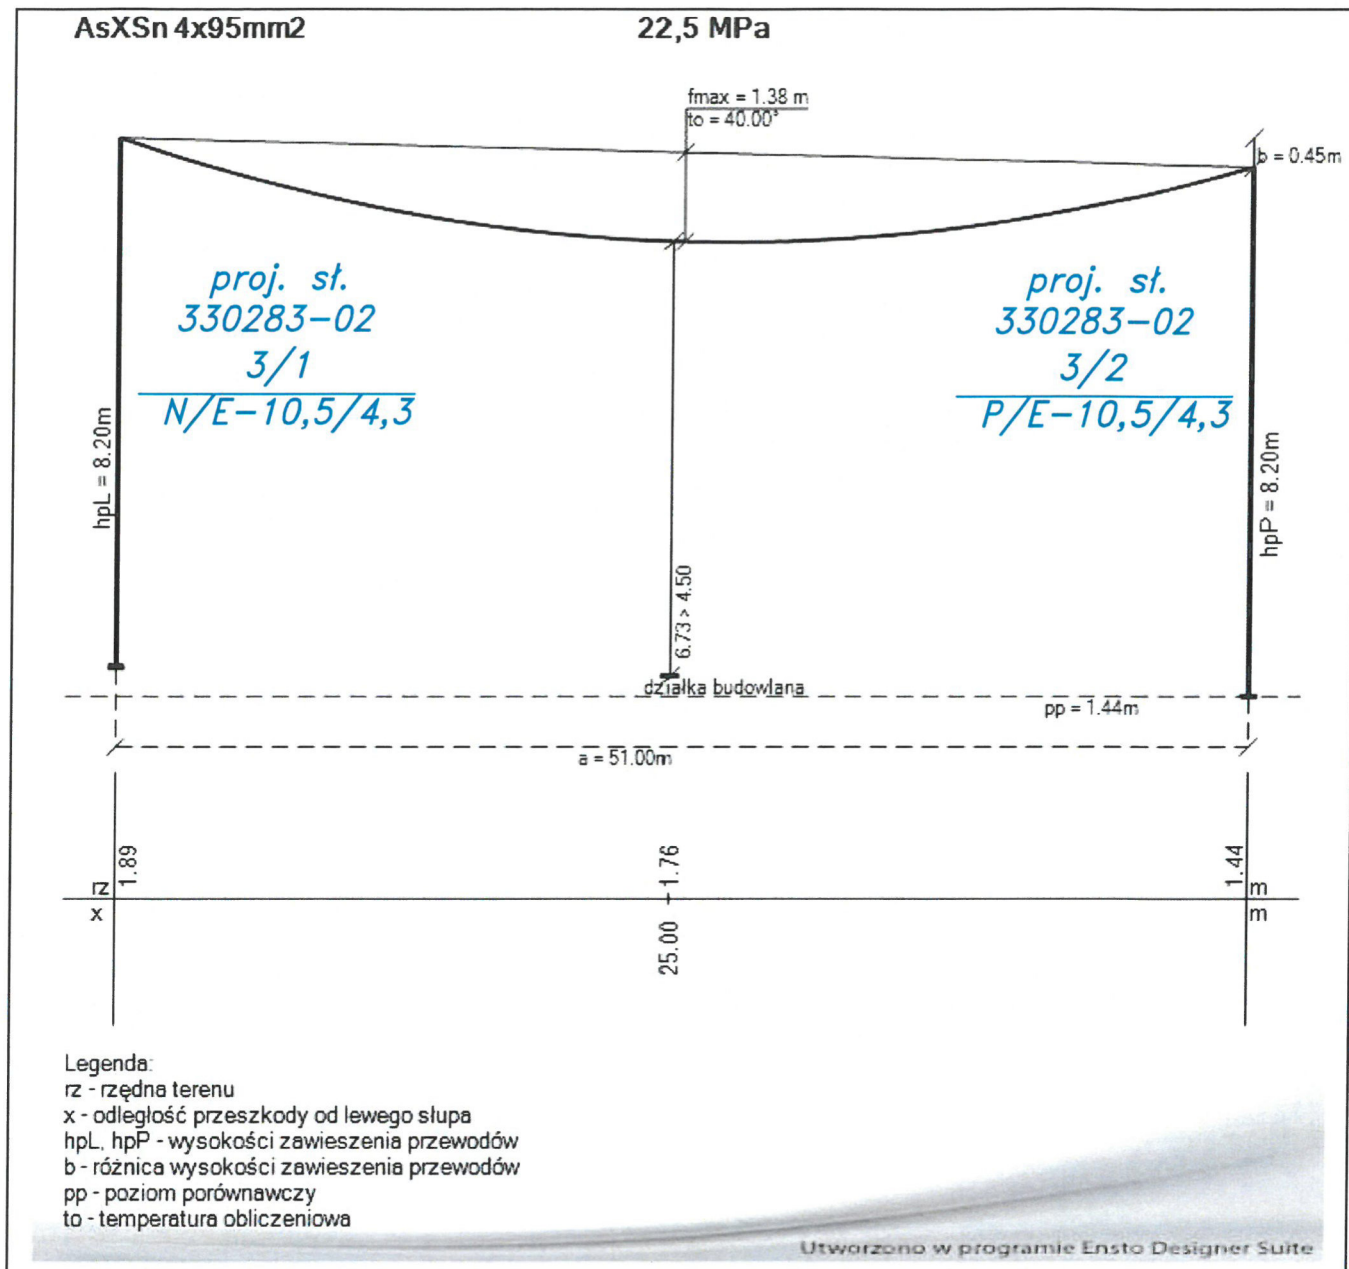 AsXSn 4x95mm2
22,5 MPa
fmax = 1.38 m
to = 40.00°
b = 0.45m
proj. sł.
330283-02
3/1
N/E-10,5/4,3
proj. sł.
330283-02
3/2
P/E-10,5/4,3
hpL = 8.20m
hpP = 8.20m
6.73 > 4.50
działka budowlana
pp = 1.44m
a = 51.00m
1.89
1.76
1.44
rz
m
x
m
25.00
Legenda:
rz - rzędna terenu
x - odległość przeszkody od lewego słupa
hpL, hpP - wysokości zawieszenia przewodów
b - różnica wysokości zawieszenia przewodów
pp - poziom porównawczy
to - temperatura obliczeniowa
Utworzono w programie Ensto Designer Suite